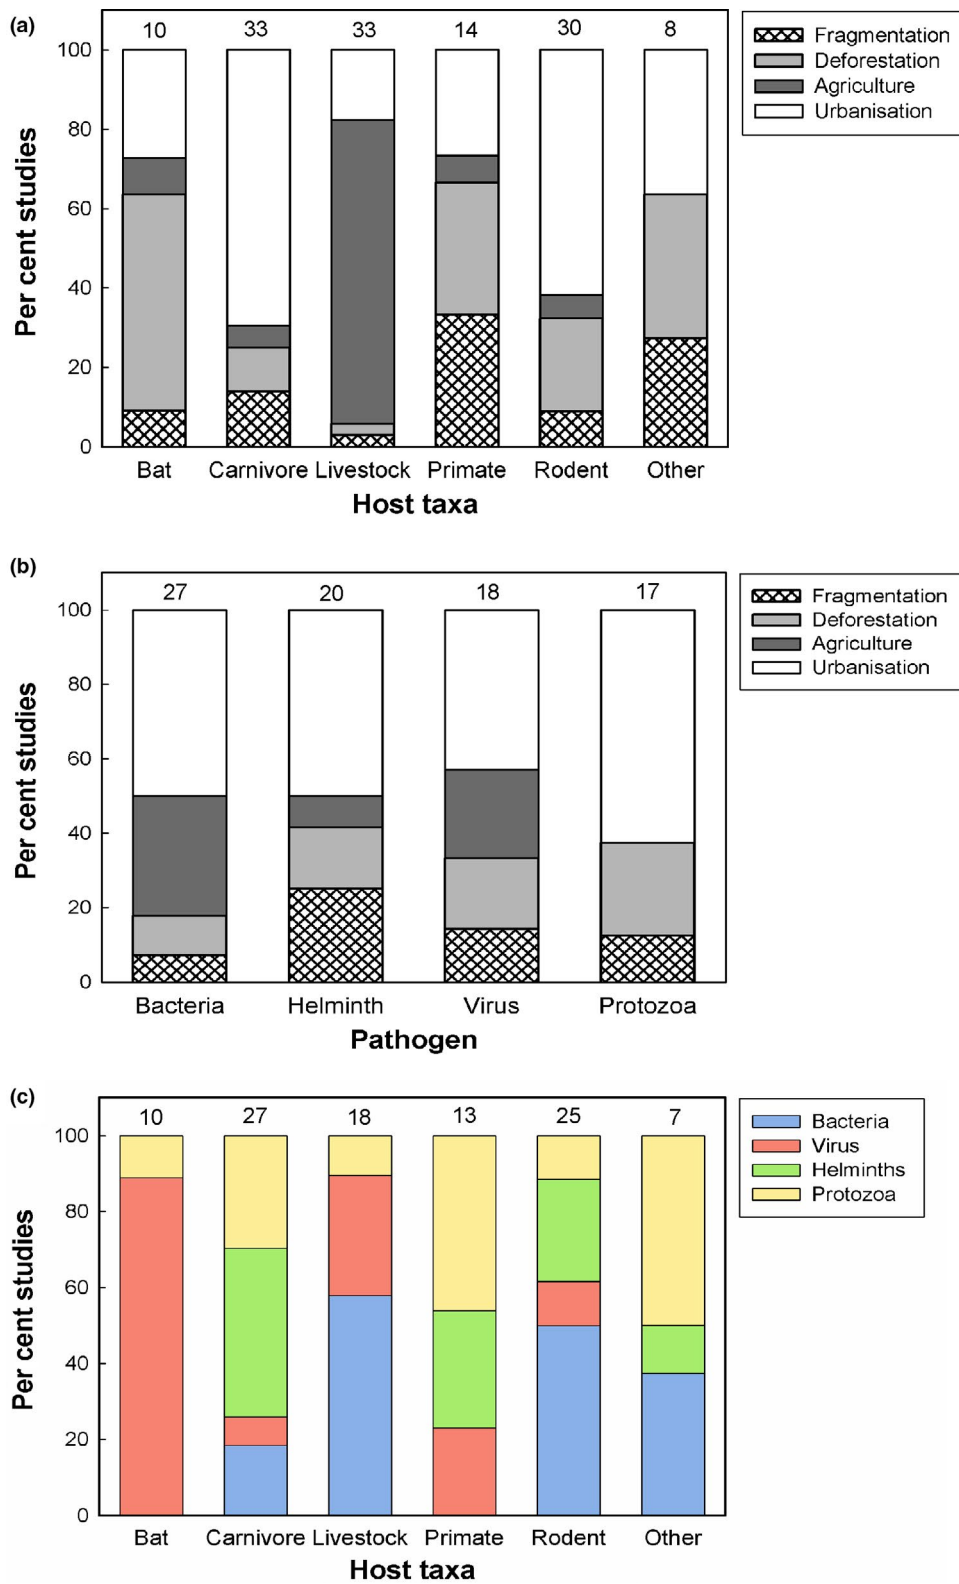 (a)
10 33 33 14 30 8
100
80
60
40
20
0
Per cent studies
Bat Carnivore Livestock Primate Rodent Other
Host taxa
Fragmentation
Deforestation
Agriculture
Urbanisation
(b)
27 20 18 17
100
80
60
40
20
0
Per cent studies
Bacteria Helminth Virus Protozoa
Pathogen
Fragmentation
Deforestation
Agriculture
Urbanisation
(c)
10 27 18 13 25 7
100
80
60
40
20
0
Per cent studies
Bat Carnivore Livestock Primate Rodent Other
Host taxa
Bacteria
Virus
Helminths
Protozoa